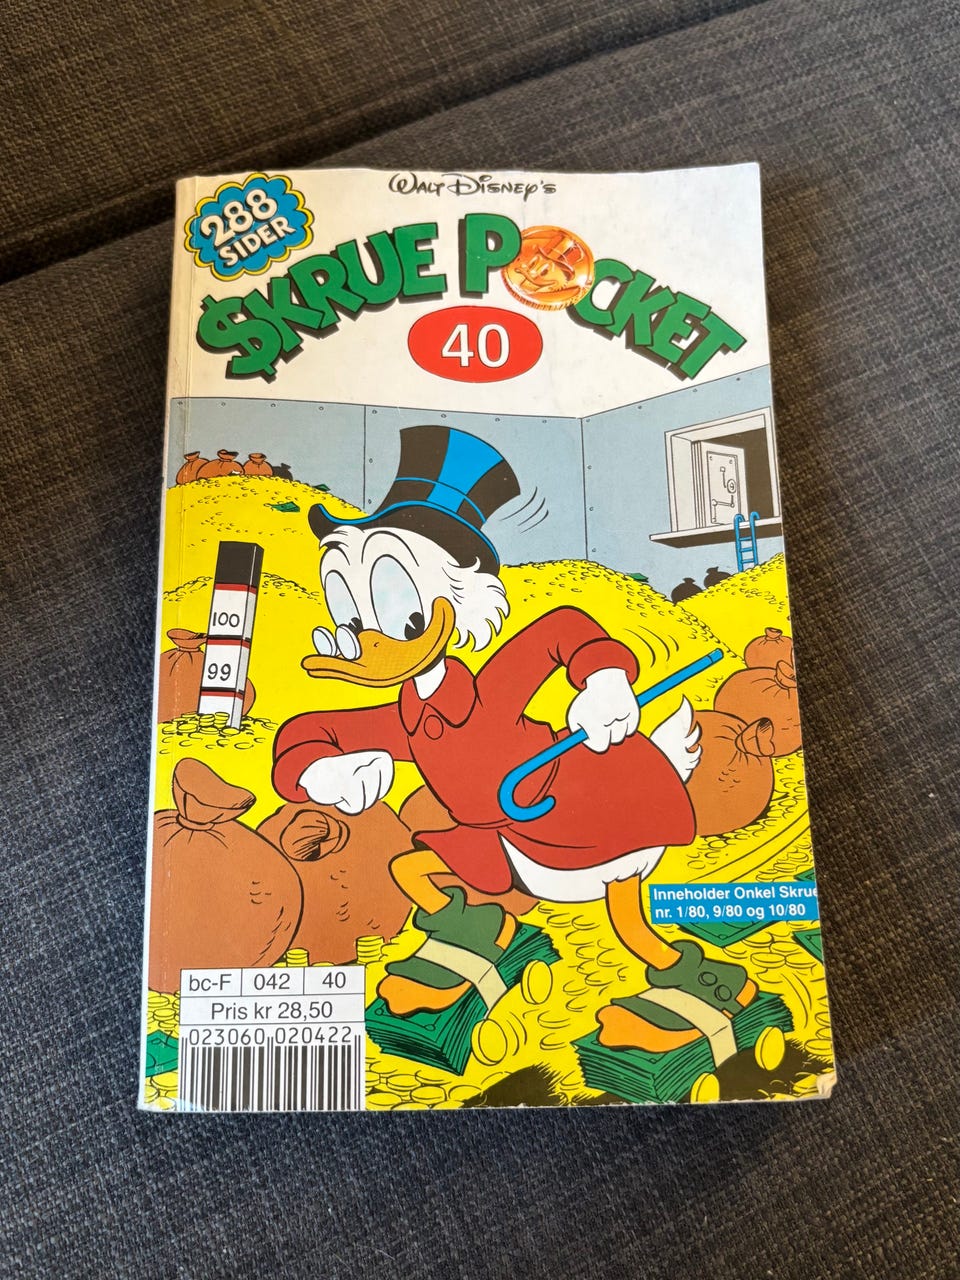 288
SIDER
WALT DISNEY'S
$KRUE POCKET
40
100
99
Inneholder Onkel Skrue
nr. 1/80, 9/80 og 10/80
bc-F 042 40
Pris kr 28,50
023060 020422